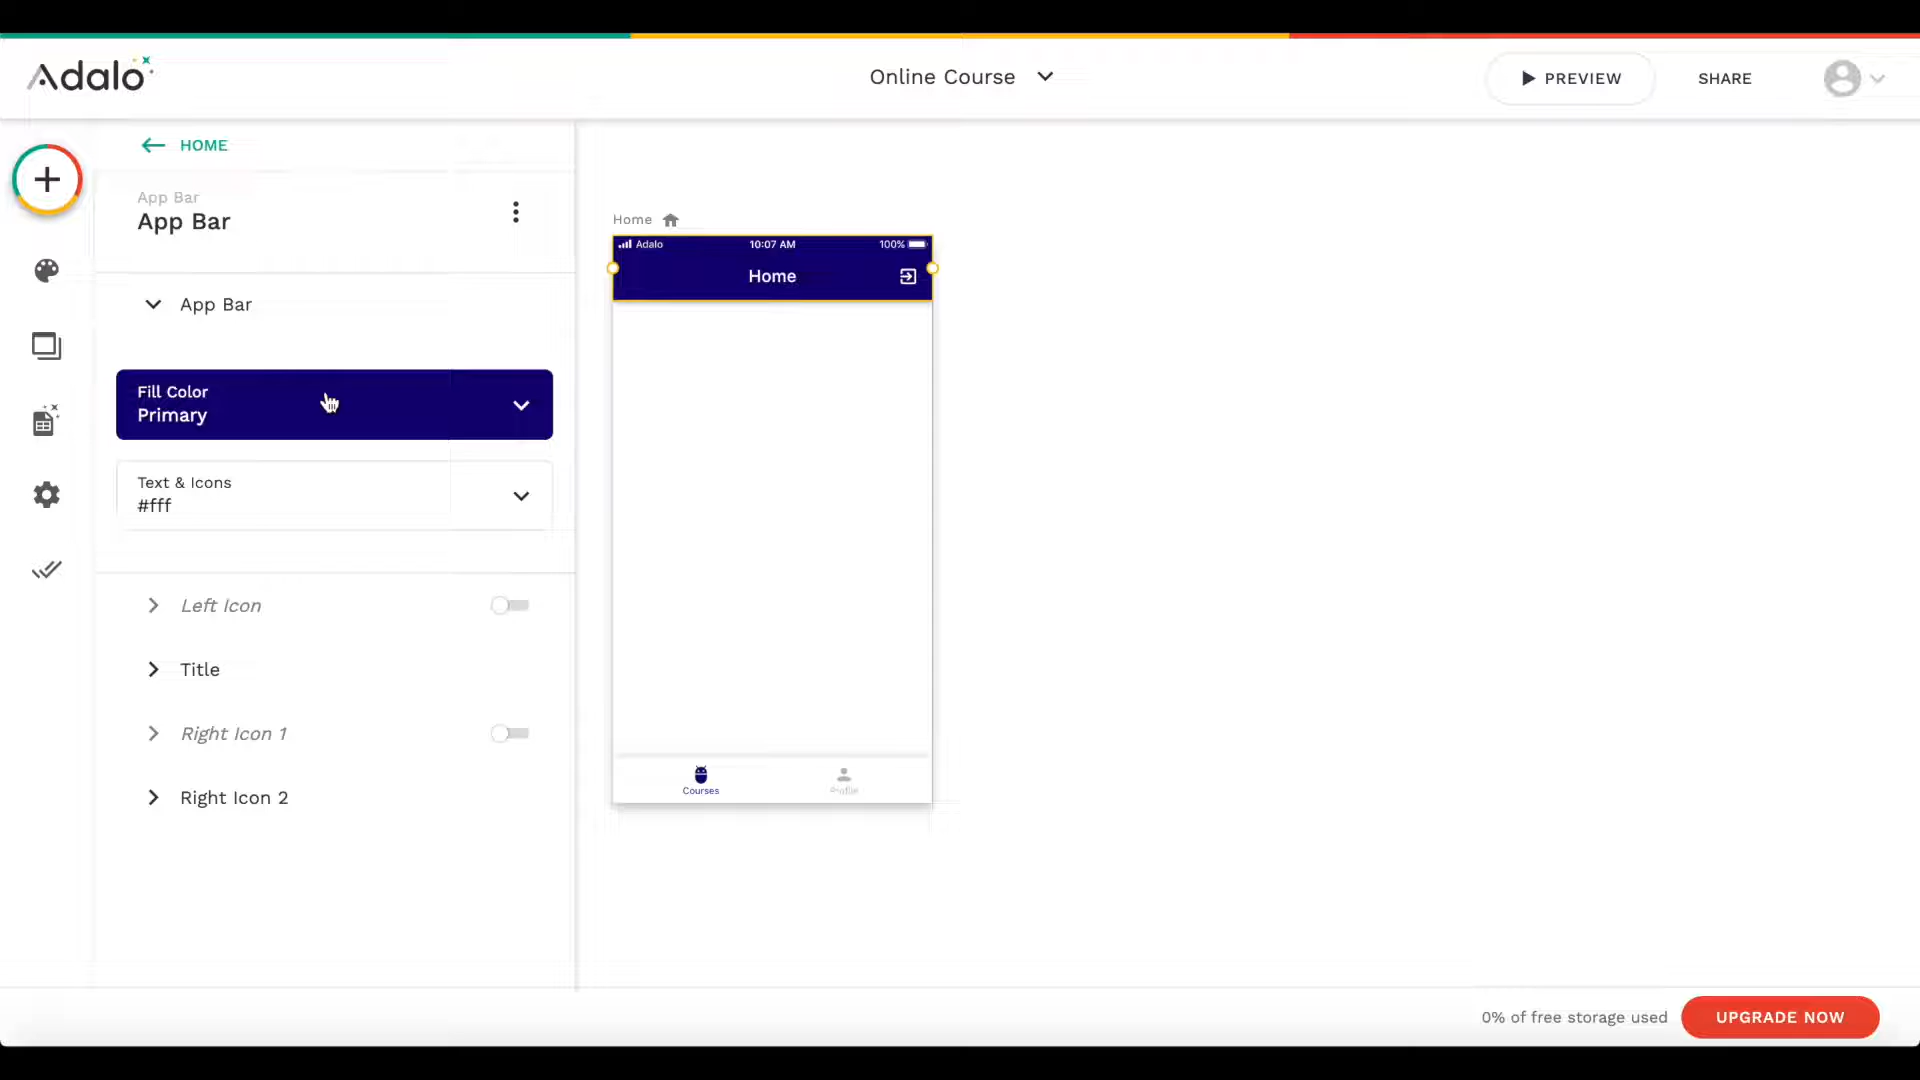 Adalo
Online Course
PREVIEW
SHARE
HOME
App Bar
App Bar
App Bar
Fill Color
Primary
Text & Icons
#fff
Left Icon
Title
Right Icon 1
Right Icon 2
Home
Adalo
10:07 AM
100%
Home
Courses
Profile
0% of free storage used
UPGRADE NOW